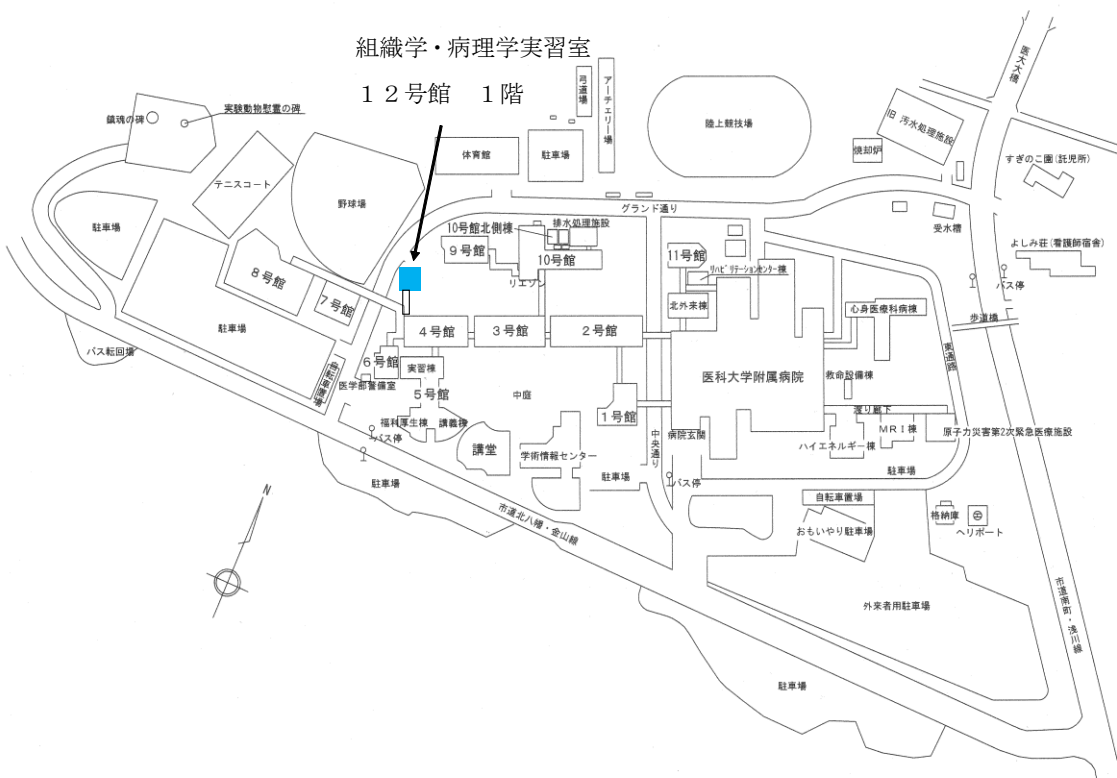 組織学・病理学実習室
１２号館　１階
鎮魂の碑
実験動物慰霊の碑
テニスコート
野球場
体育館
駐車場
弓道場
アーチェリー場
陸上競技場
旧 汚水処理施設
焼却炉
医大大橋
すぎのこ園(託児所)
受水槽
よしみ荘(看護師宿舎)
バス停
歩道橋
グランド通り
駐車場
8号館
7号館
9号館
10号館北側棟
排水処理施設
10号館
リエゾン
11号館
リハビリテーションセンター棟
北外来棟
心身医療科病棟
東通路
4号館
3号館
2号館
駐車場
バス転回場
自転車置場
6号館
医学部警備室
実習棟
5号館
福利厚生棟
講義棟
バス停
中庭
講堂
学術情報センター
1号館
中央通り
駐車場
医科大学附属病院
病院玄関
バス停
救命設備棟
渡り廊下
MRI棟
ハイエネルギー棟
原子力災害第2次緊急医療施設
駐車場
自転車置場
おもいやり駐車場
格納庫
ヘリポート
駐車場
市道北八幡・金山線
N
外来者用駐車場
市道南町・浅川線
駐車場